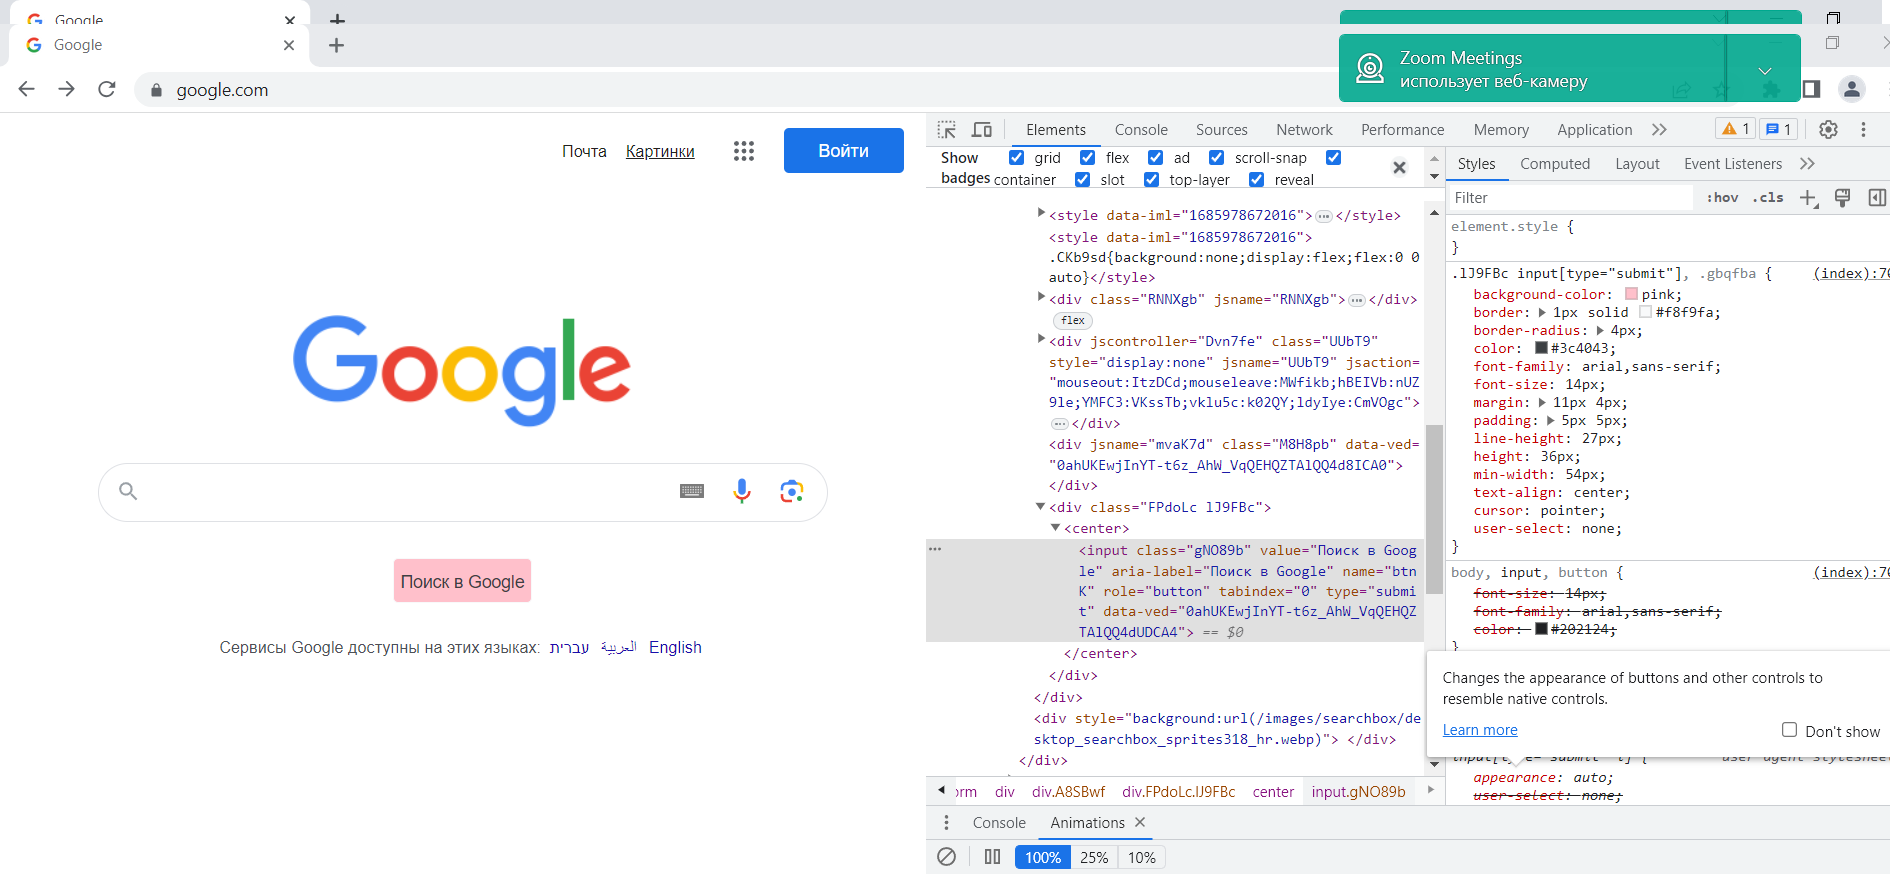 Google
Google
Zoom Meetings
использует веб-камеру
google.com
Почта
Картинки
Войти
Google
Поиск в Google
Сервисы Google доступны на этих языках: עברית العربية English
Elements Console Sources Network Performance Memory Application 1 1
Show badges
grid flex ad scroll-snap
container slot top-layer reveal
<style data-iml="1685978672016">…</style>
<style data-iml="1685978672016">
.CKb9sd{background:none;display:flex;flex:0 0
auto}</style>
<div class="RNNXgb" jsname="RNNXgb">…</div>
flex
<div jscontroller="Dvn7fe" class="UUbT9"
style="display:none" jsname="UUbT9" jsaction=
"mouseout:ItzDCd;mouseleave:MWfikb;hBEIVb:nUZ
9le;YMFC3:VKssTb;vklu5c:k02QY;ldyIye:CmVOgc">
…</div>
<div jsname="mvaK7d" class="M8H8pb" data-ved=
"0ahUKEwjInYT-t6z_AhW_VqQEHQZTAlQQ4d8ICA0">
</div>
<div class="FPdoLc lJ9FBc">
<center>
<input class="gNO89b" value="Поиск в Goog
le" aria-label="Поиск в Google" name="btn
K" role="button" tabindex="0" type="submi
t" data-ved="0ahUKEwjInYT-t6z_AhW_VqQEHQZ
TAlQQ4dUDCA4"> == $0
</center>
</div>
</div>
<div style="background:url(/images/searchbox/de
sktop_searchbox_sprites318_hr.webp)"> </div>
</div>
orm div div.A8SBwf div.FPdoLc.lJ9FBc center input.gNO89b
Styles Computed Layout Event Listeners
Filter :hov .cls
element.style {
}
.lJ9FBc input[type="submit"], .gbqfba { (index):70
background-color: pink;
border: 1px solid #f8f9fa;
border-radius: 4px;
color: #3c4043;
font-family: arial,sans-serif;
font-size: 14px;
margin: 11px 4px;
padding: 5px 5px;
line-height: 27px;
height: 36px;
min-width: 54px;
text-align: center;
cursor: pointer;
user-select: none;
}
body, input, button { (index):70
font-size: 14px;
font-family: arial,sans-serif;
color: #202124;
}
Changes the appearance of buttons and other controls to
resemble native controls.
Learn more Don't show
appearance: auto;
user-select: none;
Console Animations
100% 25% 10%